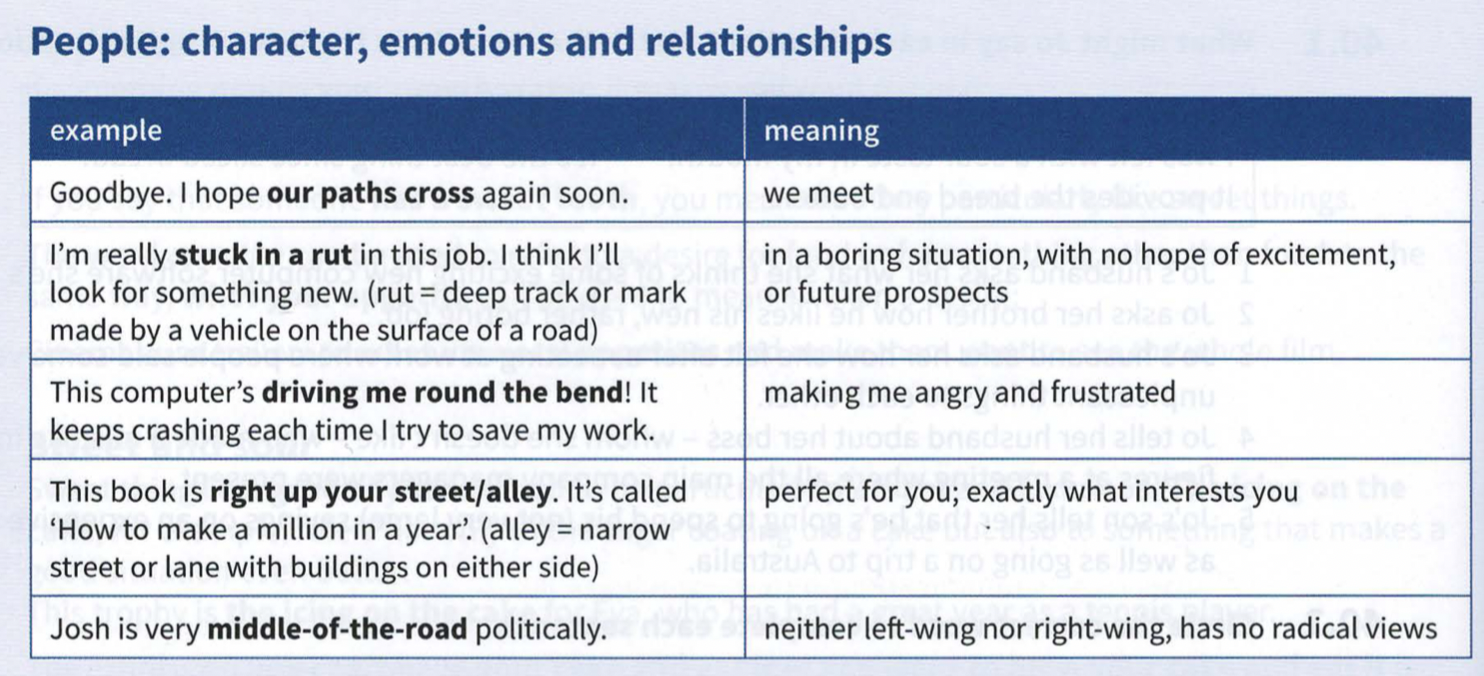 People: character, emotions and relationships
example
meaning
Goodbye. I hope our paths cross again soon.
we meet
I'm really stuck in a rut in this job. I think I'll
look for something new. (rut = deep track or mark
made by a vehicle on the surface of a road)
in a boring situation, with no hope of excitement,
or future prospects
This computer's driving me round the bend! It
keeps crashing each time I try to save my work.
making me angry and frustrated
This book is right up your street/alley. It's called
'How to make a million in a year'. (alley = narrow
street or lane with buildings on either side)
perfect for you; exactly what interests you
Josh is very middle-of-the-road politically.
neither left-wing nor right-wing, has no radical views